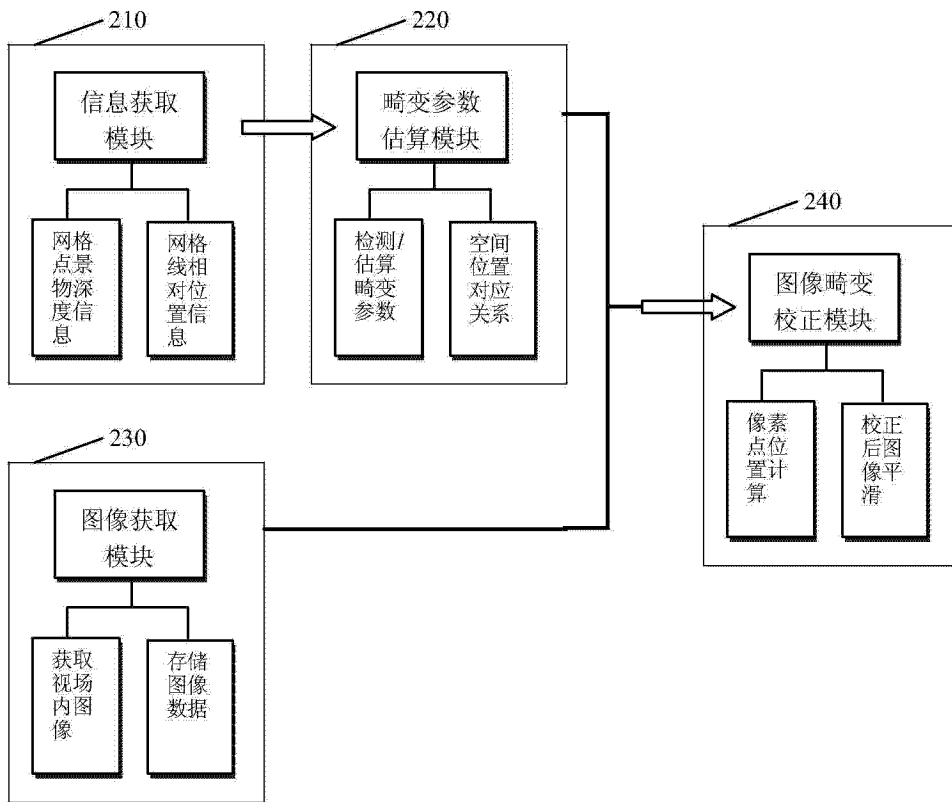 210
信息获取
模块
网格
点景
物深
度信
息
网格
线相
对位
置信
息
220
畸变参数
估算模块
检测/
估算
畸变
参数
空间
位置
对应
关系
230
图像获取
模块
获取
视场
内图
像
存储
图像
数据
240
图像畸变
校正模块
像素
点位
置计
算
校正
后图
像平
滑